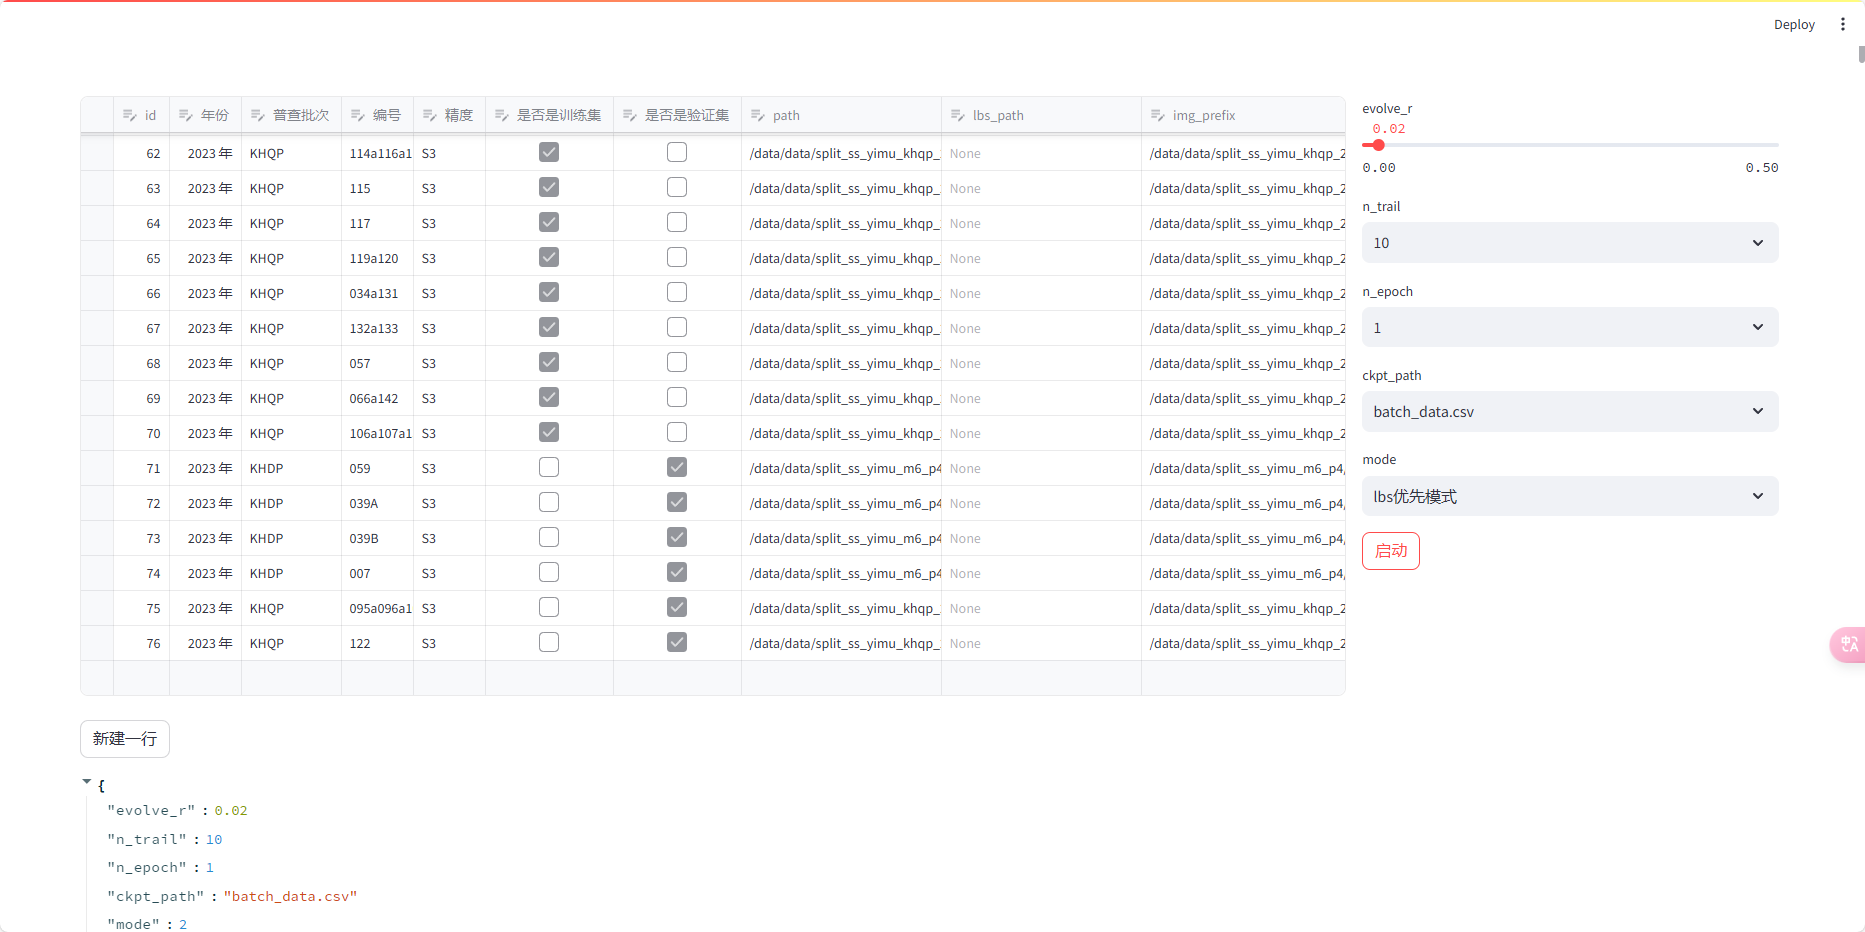 Deploy
id 年份 普查批次 编号 精度 是否是训练集 是否是验证集 path lbs_path img_prefix
62 2023 年 KHQP 114a116a1 S3 /data/data/split_ss_yimu_khqp_ None /data/data/split_ss_yimu_khqp_2
63 2023 年 KHQP 115 S3 /data/data/split_ss_yimu_khqp_ None /data/data/split_ss_yimu_khqp_2
64 2023 年 KHQP 117 S3 /data/data/split_ss_yimu_khqp_ None /data/data/split_ss_yimu_khqp_2
65 2023 年 KHQP 119a120 S3 /data/data/split_ss_yimu_khqp_ None /data/data/split_ss_yimu_khqp_2
66 2023 年 KHQP 034a131 S3 /data/data/split_ss_yimu_khqp_ None /data/data/split_ss_yimu_khqp_2
67 2023 年 KHQP 132a133 S3 /data/data/split_ss_yimu_khqp_ None /data/data/split_ss_yimu_khqp_2
68 2023 年 KHQP 057 S3 /data/data/split_ss_yimu_khqp_ None /data/data/split_ss_yimu_khqp_2
69 2023 年 KHQP 066a142 S3 /data/data/split_ss_yimu_khqp_ None /data/data/split_ss_yimu_khqp_2
70 2023 年 KHQP 106a107a1 S3 /data/data/split_ss_yimu_khqp_ None /data/data/split_ss_yimu_khqp_2
71 2023 年 KHDP 059 S3 /data/data/split_ss_yimu_m6_p4 None /data/data/split_ss_yimu_m6_p4/
72 2023 年 KHDP 039A S3 /data/data/split_ss_yimu_m6_p4 None /data/data/split_ss_yimu_m6_p4/
73 2023 年 KHDP 039B S3 /data/data/split_ss_yimu_m6_p4 None /data/data/split_ss_yimu_m6_p4/
74 2023 年 KHDP 007 S3 /data/data/split_ss_yimu_m6_p4 None /data/data/split_ss_yimu_m6_p4/
75 2023 年 KHQP 095a096a1 S3 /data/data/split_ss_yimu_khqp_ None /data/data/split_ss_yimu_khqp_2
76 2023 年 KHQP 122 S3 /data/data/split_ss_yimu_khqp_ None /data/data/split_ss_yimu_khqp_2
evolve_r
0.02
0.00 0.50
n_trail
10
n_epoch
1
ckpt_path
batch_data.csv
mode
lbs优先模式
启动
新建一行
{
"evolve_r" : 0.02
"n_trail" : 10
"n_epoch" : 1
"ckpt_path" : "batch_data.csv"
"mode" : 2